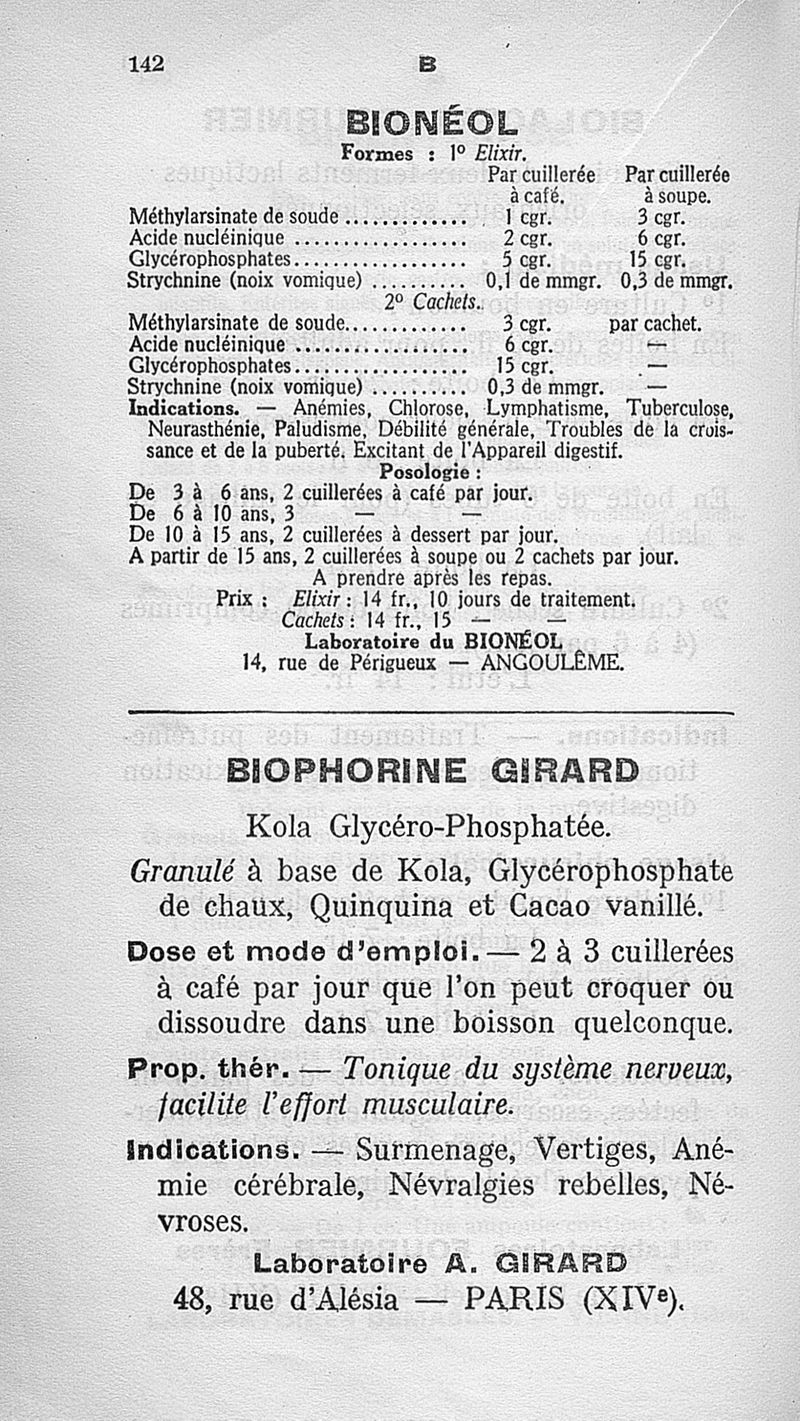 142 B
BIONÉOL
Formes : 1º Elixir.
Par cuillerée Par cuillerée
à café. à soupe.
Méthylarsinate de soude ............. 1 cgr. 3 cgr.
Acide nucléinique .................. 2 cgr. 6 cgr.
Glycérophosphates.................. 5 cgr. 15 cgr.
Strychnine (noix vomique) .......... 0,1 de mmgr. 0,3 de mmgr.
2º Cachets.
Méthylarsinate de soude............. 3 cgr. par cachet.
Acide nucléinique .................. 6 cgr. —
Glycérophosphates.................. 15 cgr. —
Strychnine (noix vomique) .......... 0,3 de mmgr. —
Indications. — Anémies, Chlorose, Lymphatisme, Tuberculose,
Neurasthénie, Paludisme, Débilité générale, Troubles de la crois-
sance et de la puberté. Excitant de l'Appareil digestif.
Posologie :
De 3 à 6 ans, 2 cuillerées à café par jour.
De 6 à 10 ans, 3 — —
De 10 à 15 ans, 2 cuillerées à dessert par jour.
A partir de 15 ans, 2 cuillerées à soupe ou 2 cachets par jour.
A prendre après les repas.
Prix : Elixir : 14 fr., 10 jours de traitement.
Cachets : 14 fr., 15 — —
Laboratoire du BIONÉOL
14, rue de Périgueux — ANGOULÊME.
BIOPHORINE GIRARD
Kola Glycéro-Phosphatée.
Granulé à base de Kola, Glycérophosphate
de chaux, Quinquina et Cacao vanillé.
Dose et mode d'emploi. — 2 à 3 cuillerées
à café par jour que l'on peut croquer ou
dissoudre dans une boisson quelconque.
Prop. thér. — Tonique du système nerveux,
facilite l'effort musculaire.
Indications. — Surmenage, Vertiges, Ané-
mie cérébrale, Névralgies rebelles, Né-
vroses.
Laboratoire A. GIRARD
48, rue d'Alésia — PARIS (XIVe).